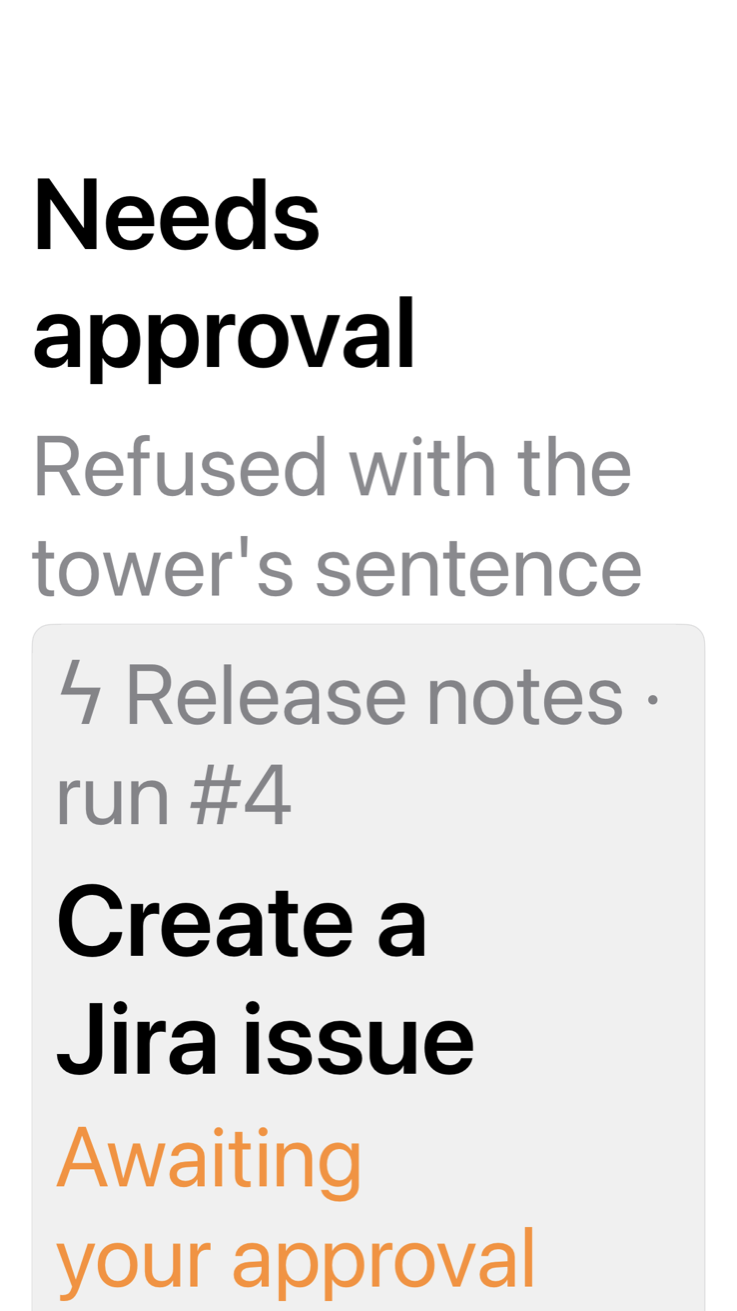 Needs
approval
Refused with the
tower's sentence
ϟ Release notes ·
run #4
Create a
Jira issue
Awaiting
your approval